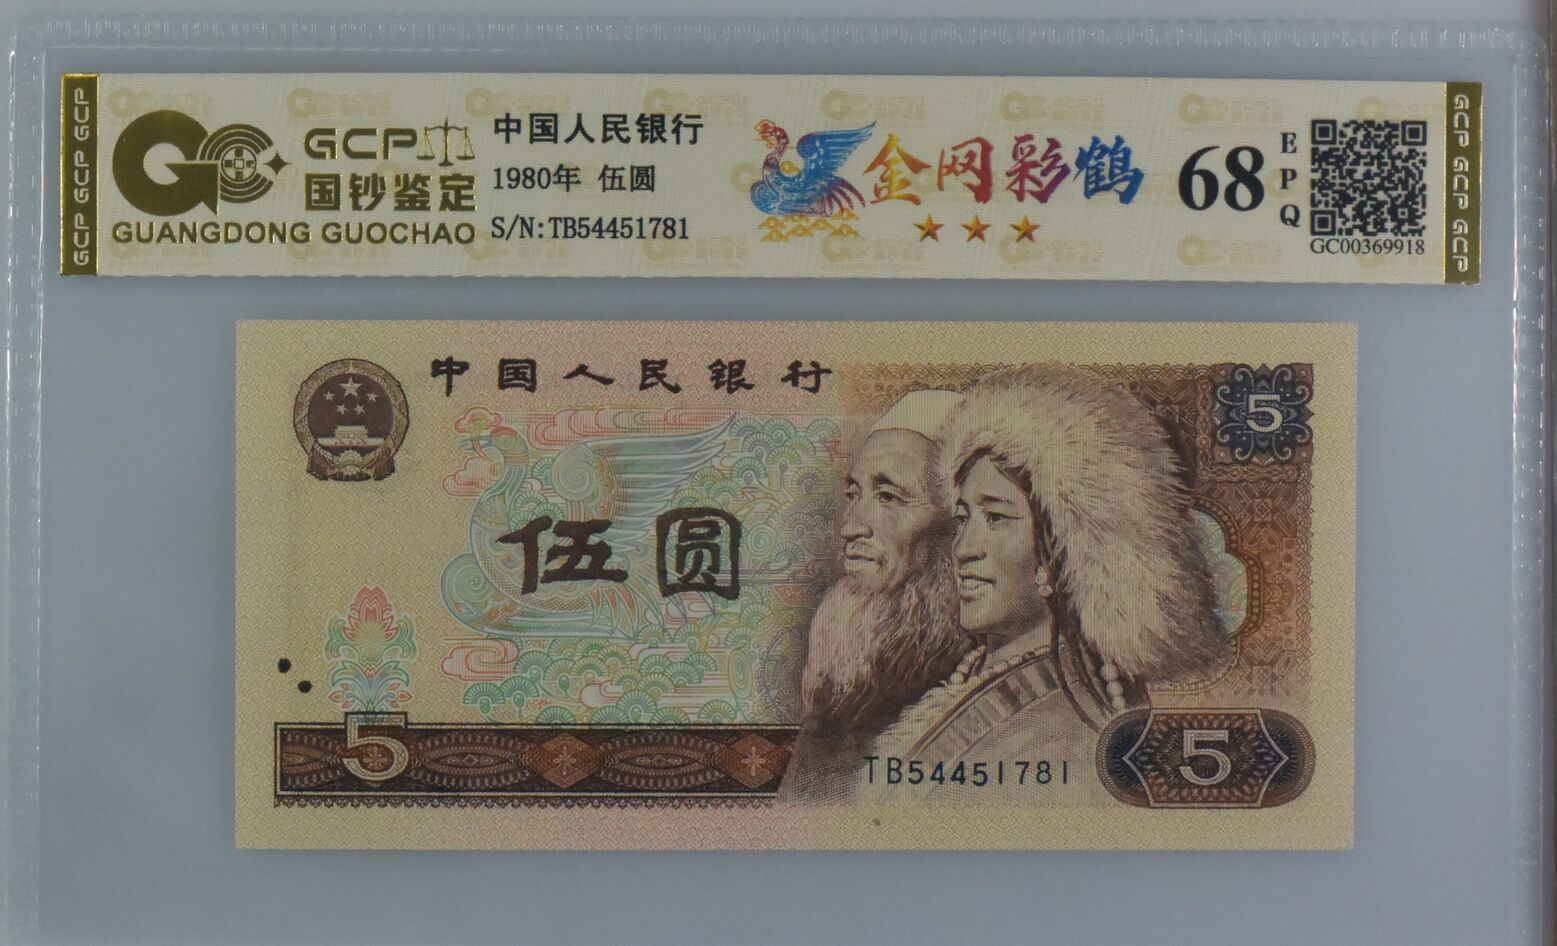 GCP GCP GCP
GCP
国钞鉴定
GUANGDONG GUOCHAO
中国人民银行
1980年 伍圆
S/N:TB54451781
金网彩鹤
68
EPQ
GC00369918
GCP GCP GCP
中国人民银行
5
伍圆
5
TB54451781
5